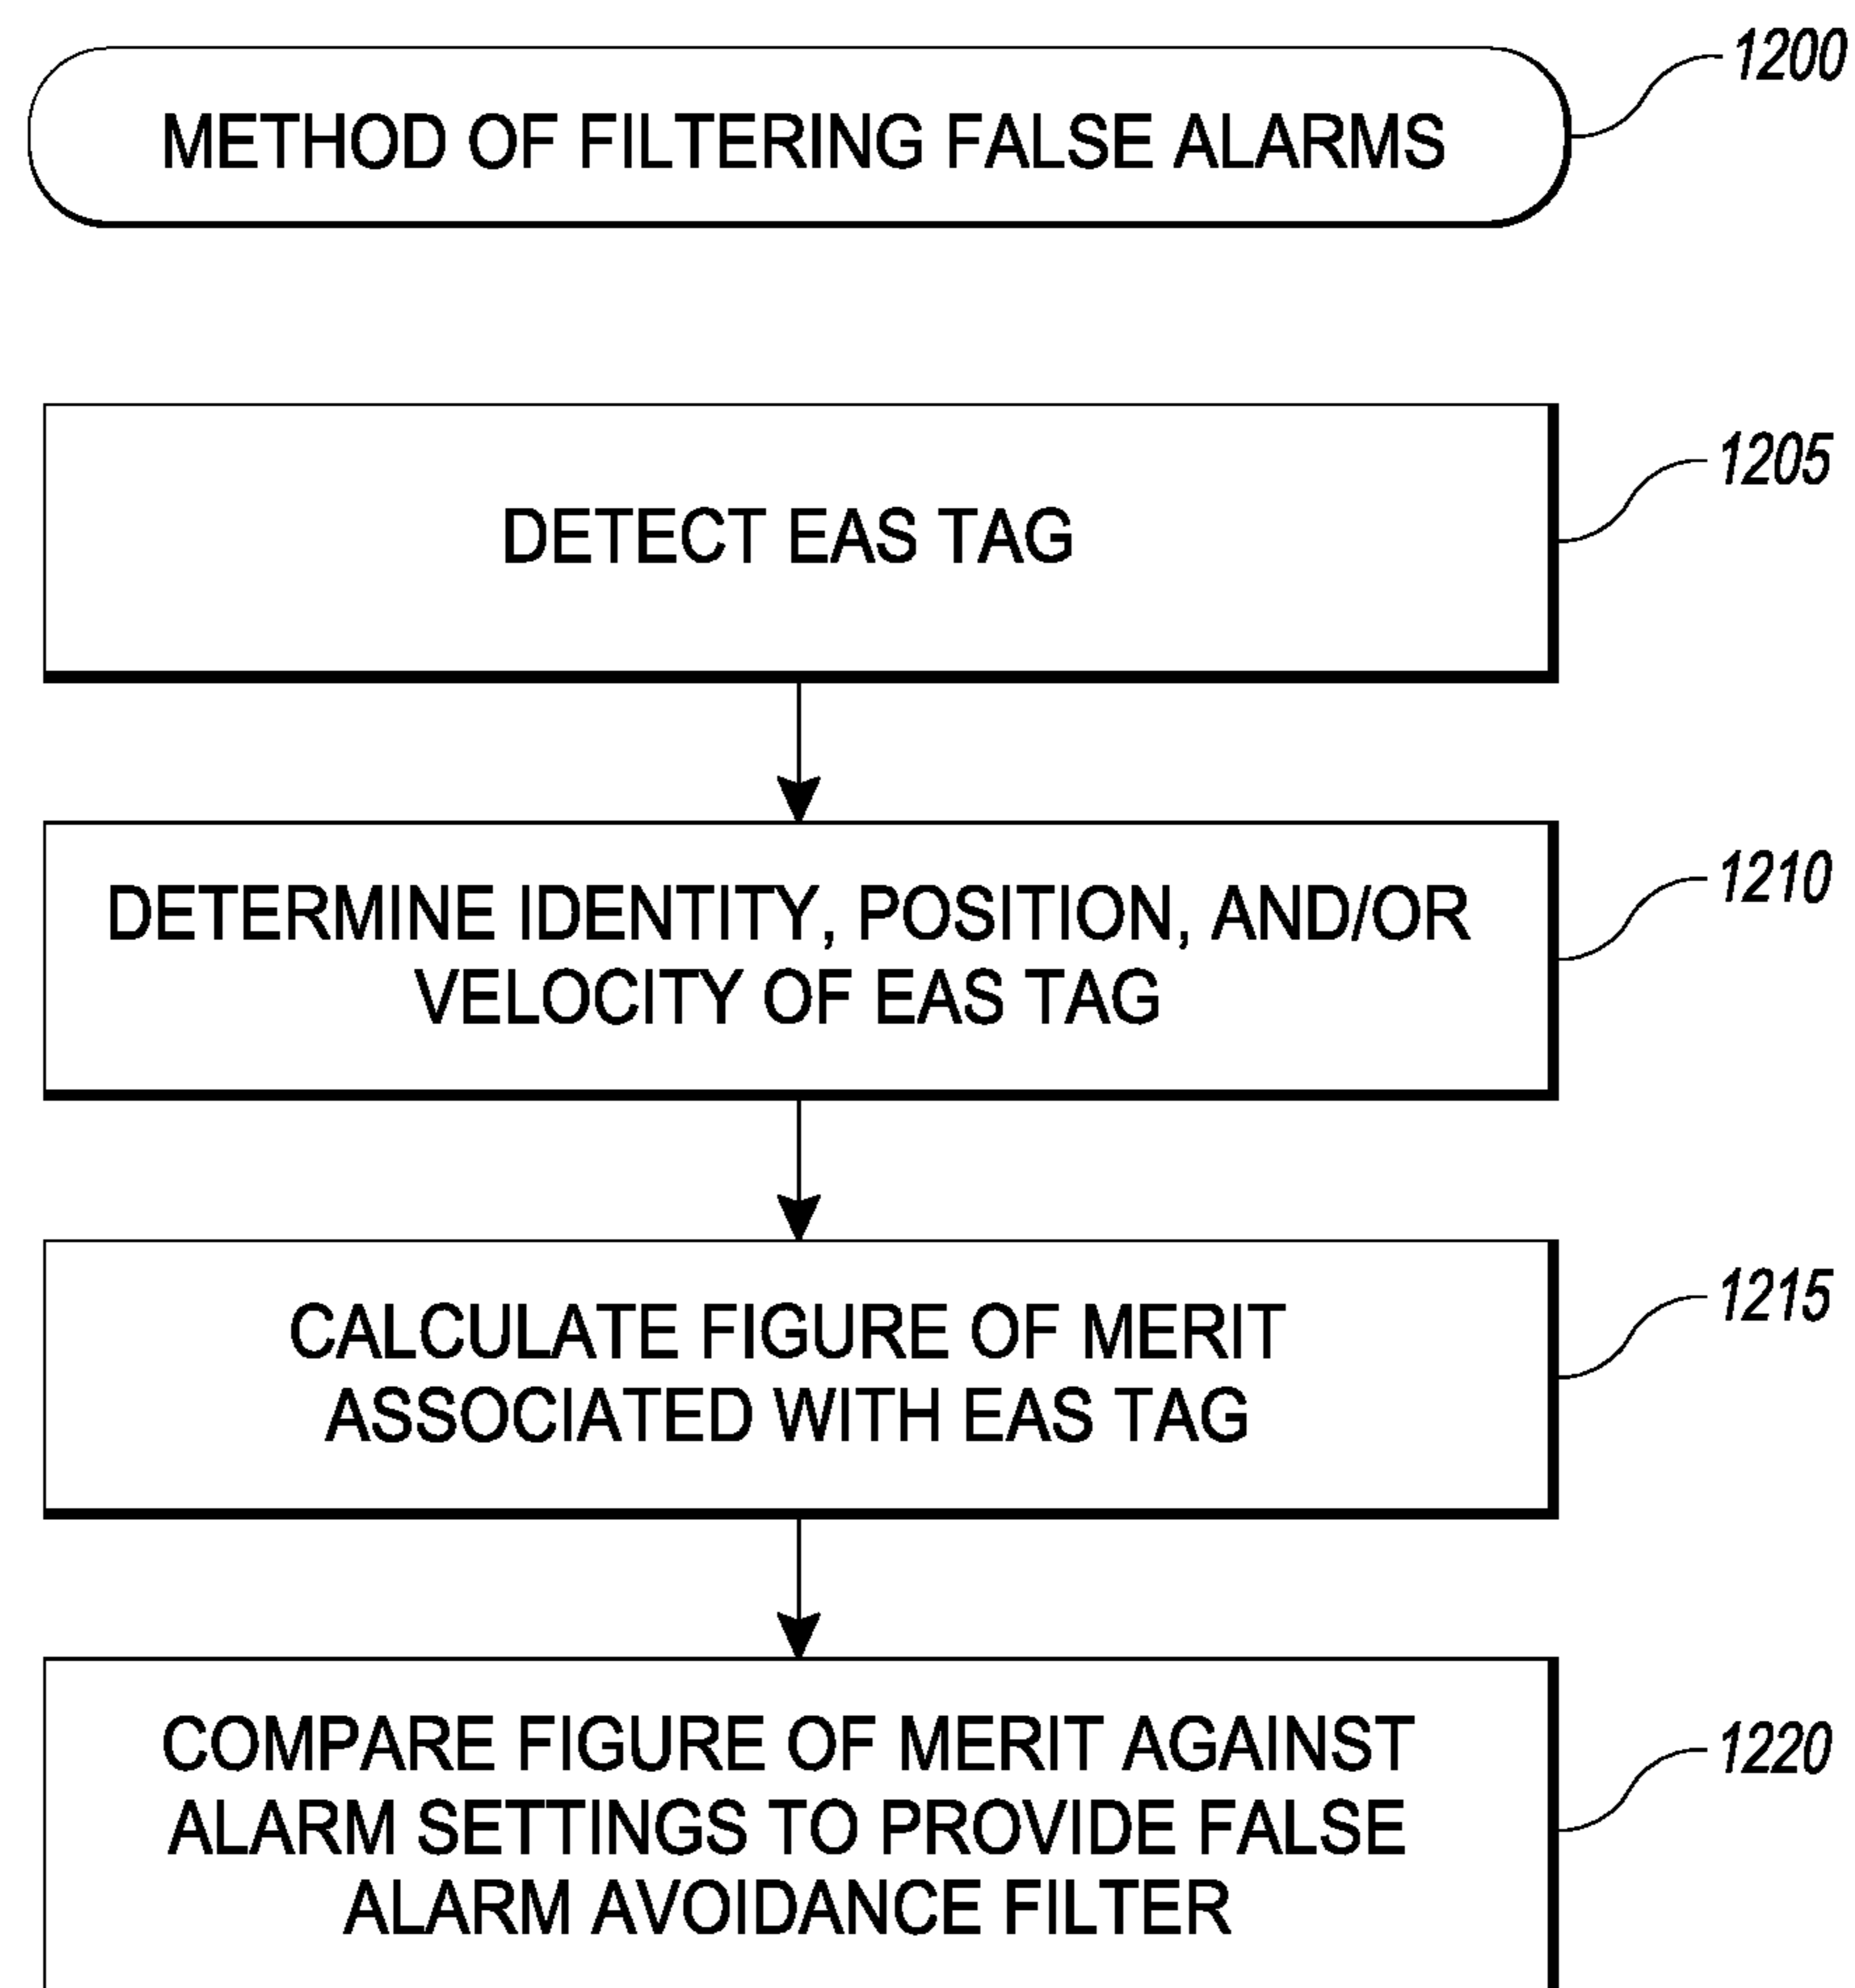 1200
METHOD OF FILTERING FALSE ALARMS
1205
DETECT EAS TAG
1210
DETERMINE IDENTITY, POSITION, AND/OR
VELOCITY OF EAS TAG
1215
CALCULATE FIGURE OF MERIT
ASSOCIATED WITH EAS TAG
1220
COMPARE FIGURE OF MERIT AGAINST
ALARM SETTINGS TO PROVIDE FALSE
ALARM AVOIDANCE FILTER